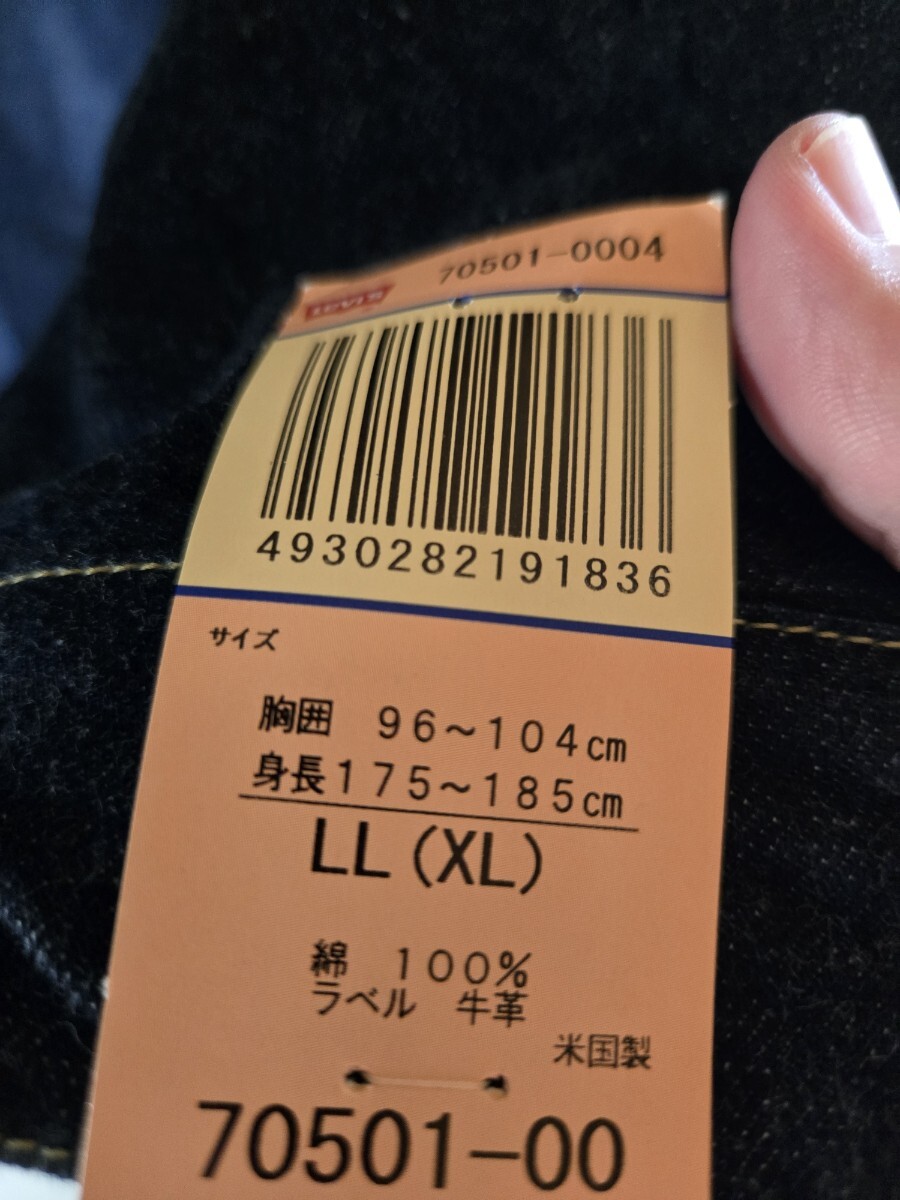 70501-0004
LEVI'S
4930282191836
サイズ
胸囲 96～104cm
身長175～185cm
LL(XL)
綿 100%
ラベル 牛革
米国製
70501-00